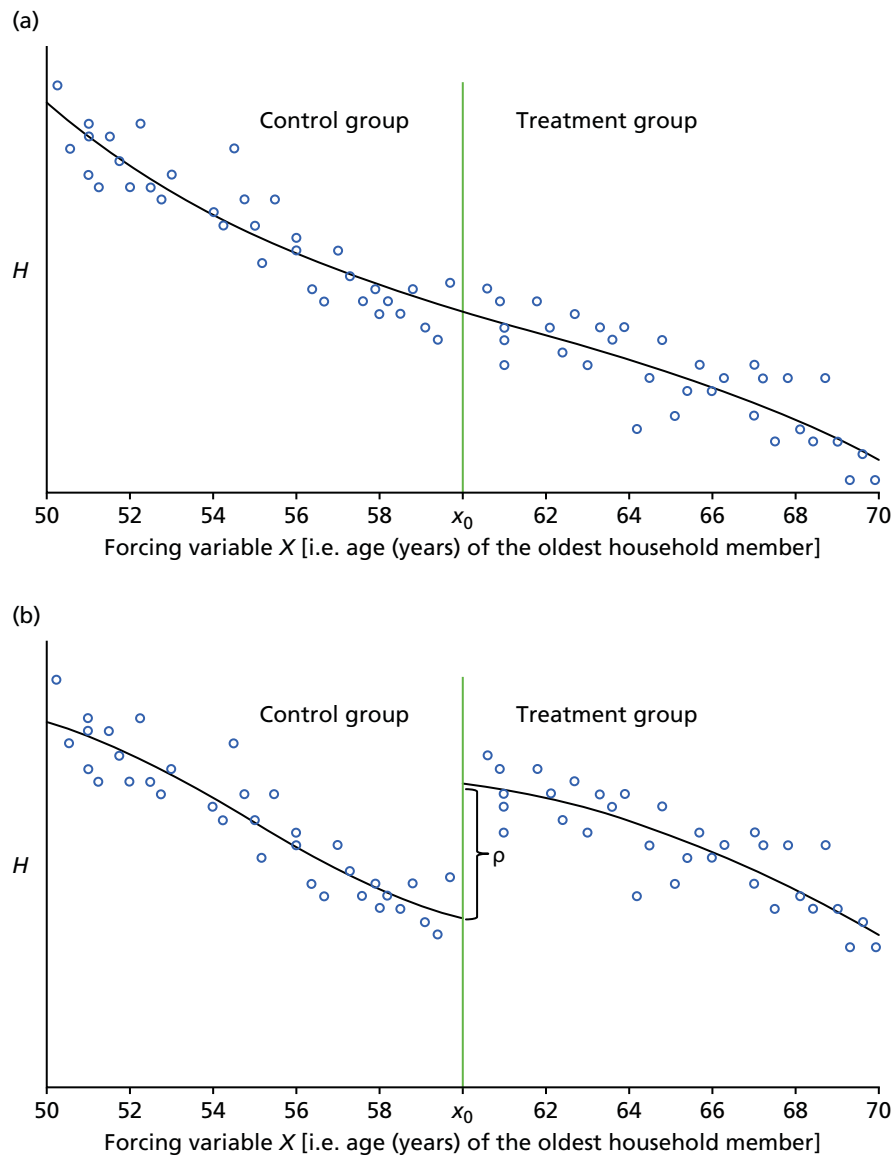 (a)
Control group Treatment group
H
50 52 54 56 58 x₀ 62 64 66 68 70
Forcing variable X [i.e. age (years) of the oldest household member]
(b)
Control group Treatment group
ρ
H
50 52 54 56 58 x₀ 62 64 66 68 70
Forcing variable X [i.e. age (years) of the oldest household member]